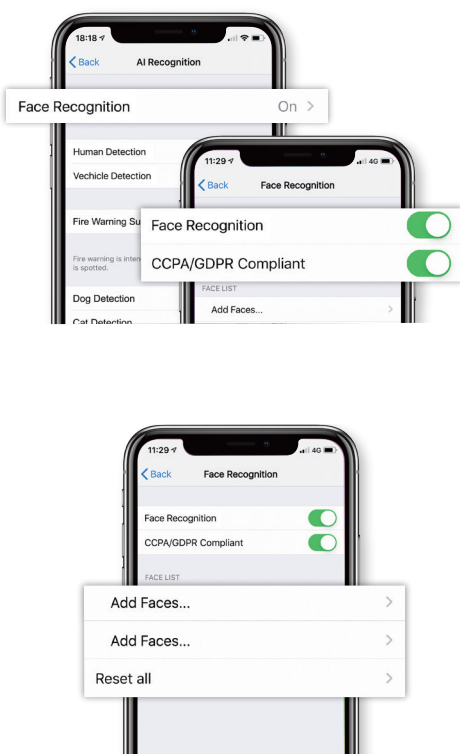 18:18
Back
AI Recognition
Face Recognition
On
Human Detection
Vechicle Detection
Fire Warning Su
Fire warning is inten
is spotted.
Dog Detection
Cat Detection
11:29
4G
Back
Face Recognition
Face Recognition
CCPA/GDPR Compliant
FACE LIST
Add Faces...
11:29
4G
Back
Face Recognition
Face Recognition
CCPA/GDPR Compliant
FACE LIST
Add Faces...
Add Faces...
Reset all